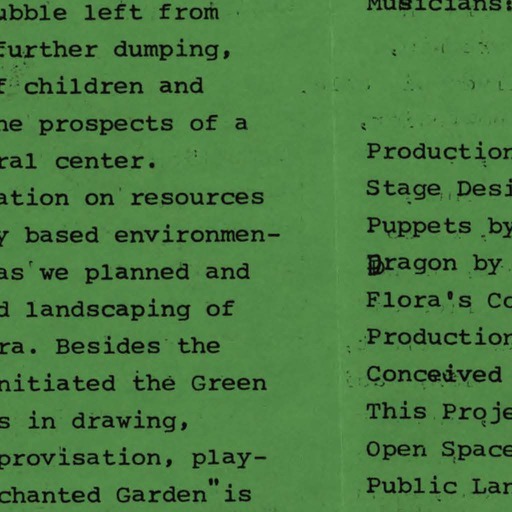 ubble left from
further dumping,
f children and
he prospects of a
ral center.
ation on resources
y based environmen-
as we planned and
d landscaping of
ra. Besides the
nitiated the Green
s in drawing,
provisation, play-
chanted Garden" is
Musicians:
Production
Stage Desi
Puppets by
Dragon by
Flora's Co
Production
Conceived
This Proje
Open Space
Public Lan